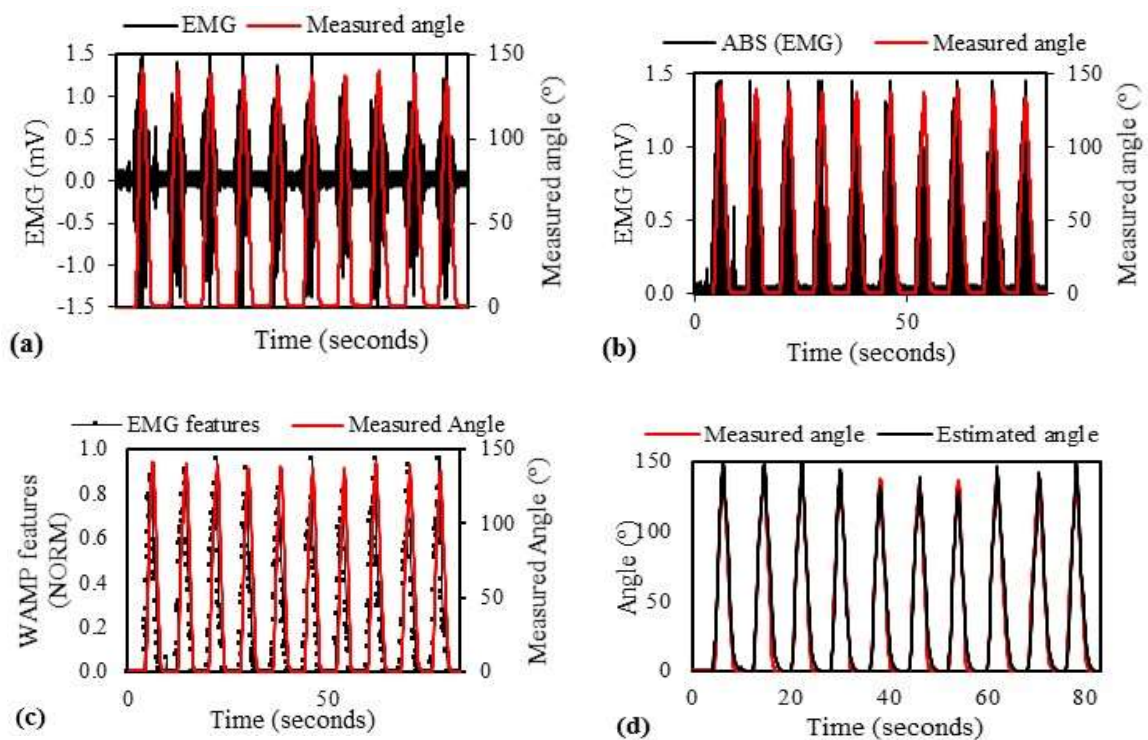 EMG Measured angle
1.5
1.0
0.5
0.0
-0.5
-1.0
-1.5
EMG (mV)
150
100
50
0
Measured angle (°)
Time (seconds)
(a)
ABS (EMG) Measured angle
1.5
1.0
0.5
0.0
EMG (mV)
150
100
50
0
Measured angle (°)
0 50
Time (seconds)
(b)
EMG features Measured Angle
1.0
0.8
0.6
0.4
0.2
0.0
WAMP features
(NORM)
150
100
50
0
Measured Angle (°)
0 50
Time (seconds)
(c)
Measured angle Estimated angle
150
100
50
0
Angle (°)
0 20 40 60 80
Time (seconds)
(d)